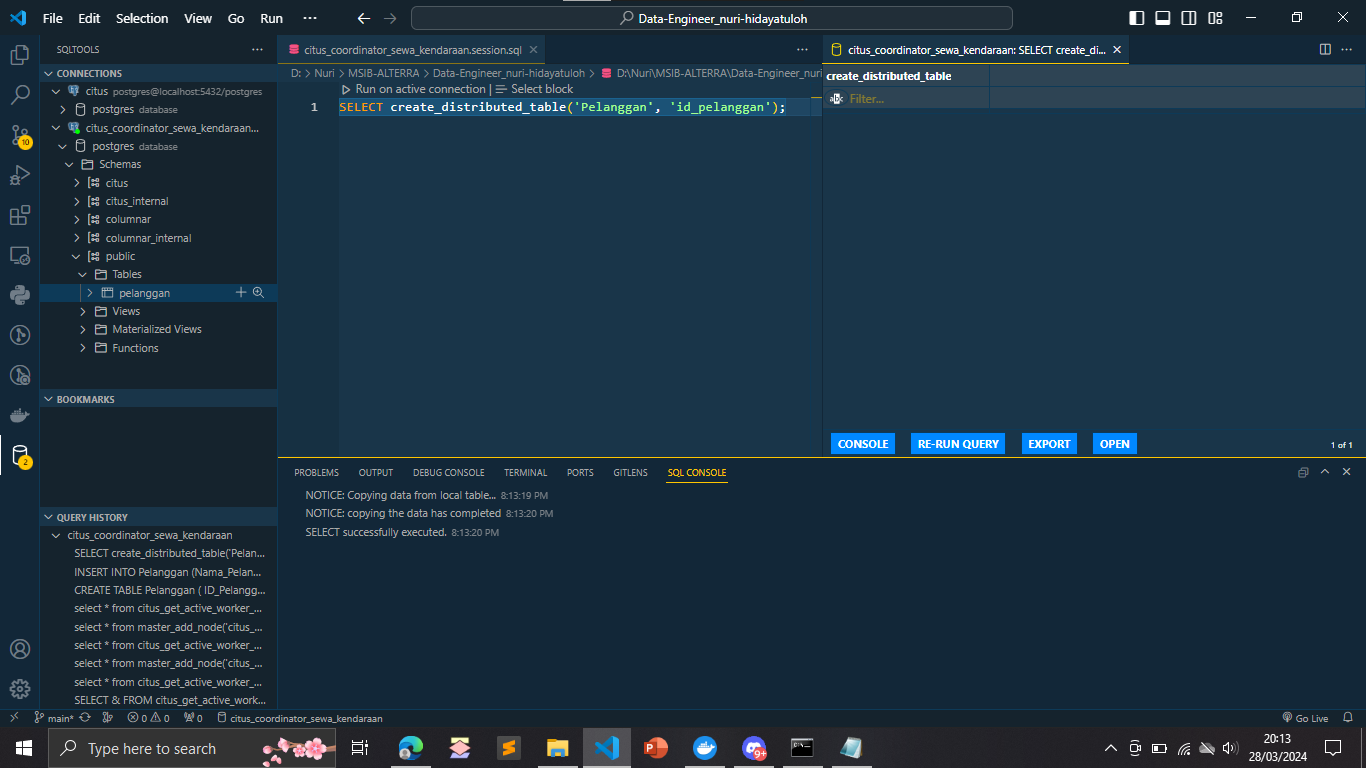 File Edit Selection View Go Run ··· Data-Engineer_nuri-hidayatuloh
SQLTOOLS
CONNECTIONS
citus postgres@localhost:5432/postgres
postgres database
citus_coordinator_sewa_kendaraan...
postgres database
Schemas
citus
citus_internal
columnar
columnar_internal
public
Tables
pelanggan
Views
Materialized Views
Functions
BOOKMARKS
QUERY HISTORY
citus_coordinator_sewa_kendaraan
SELECT create_distributed_table('Pelan...
INSERT INTO Pelanggan (Nama_Pelan...
CREATE TABLE Pelanggan ( ID_Pelangg...
select * from citus_get_active_worker_...
select * from master_add_node('citus_...
select * from citus_get_active_worker_...
select * from master_add_node('citus_...
select * from citus_get_active_worker_...
SELECT & FROM citus_get_active_work...
10
2
citus_coordinator_sewa_kendaraan.session.sql
D: > Nuri > MSIB-ALTERRA > Data-Engineer_nuri-hidayatuloh > D:\Nuri\MSIB-ALTERRA\Data-Engineer_nuri
Run on active connection | Select block
1 SELECT create_distributed_table('Pelanggan', 'id_pelanggan');
citus_coordinator_sewa_kendaraan: SELECT create_di...
create_distributed_table
abc Filter...
CONSOLE RE-RUN QUERY EXPORT OPEN 1 of 1
PROBLEMS OUTPUT DEBUG CONSOLE TERMINAL PORTS GITLENS SQL CONSOLE
NOTICE: Copying data from local table... 8:13:19 PM
NOTICE: copying the data has completed 8:13:20 PM
SELECT successfully executed. 8:13:20 PM
main* 0 0 0 citus_coordinator_sewa_kendaraan Go Live
Type here to search
9+
20:13
28/03/2024